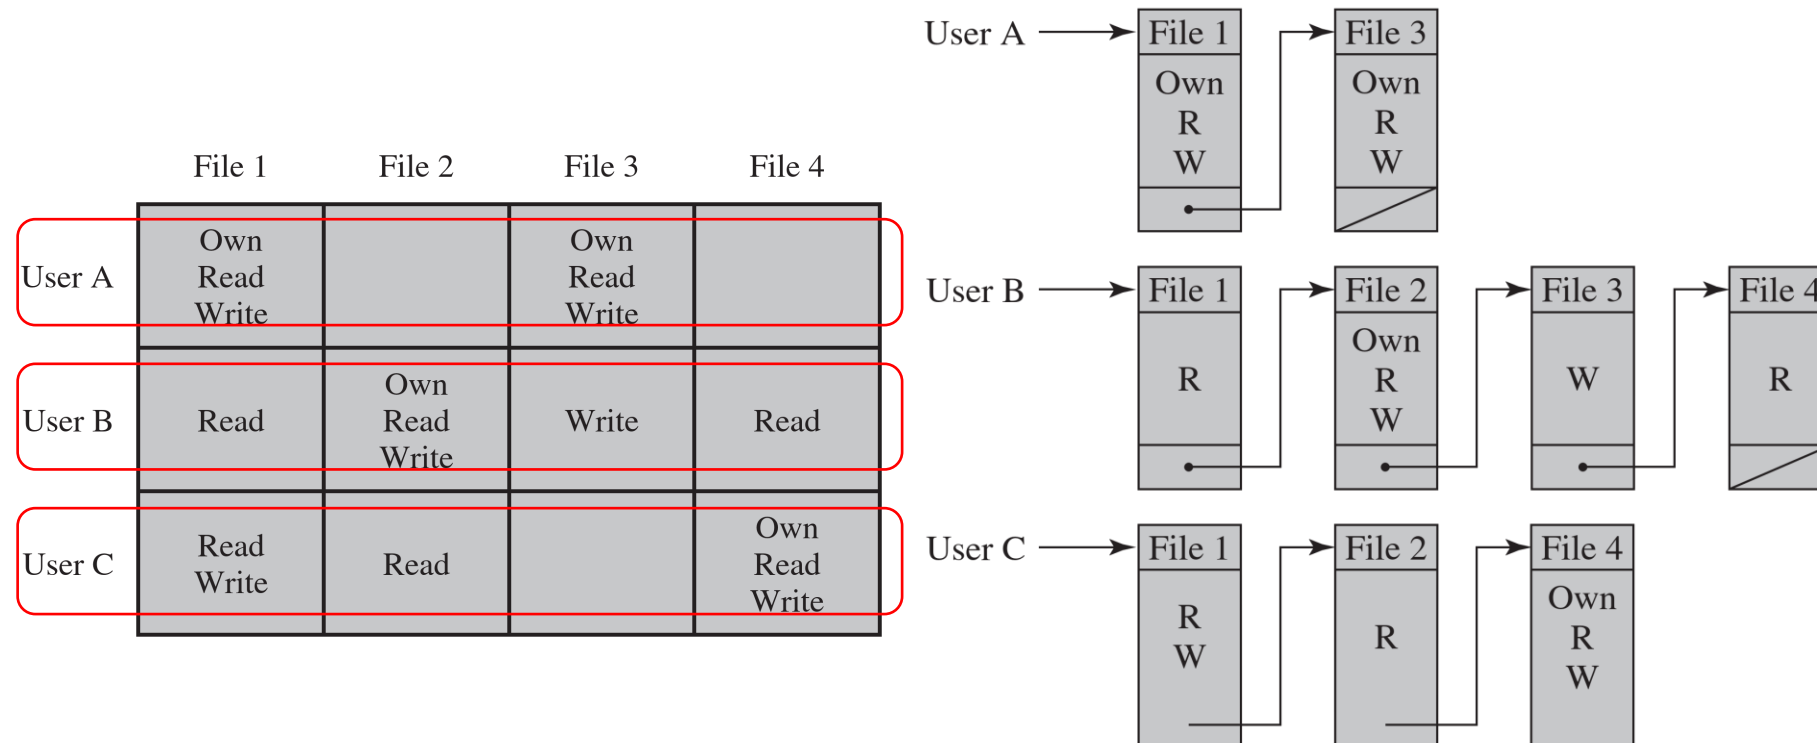 File 1 File 2 File 3 File 4
User A
Own
Read
Write
Own
Read
Write
User B
Read
Own
Read
Write
Write
Read
User C
Read
Write
Read
Own
Read
Write
User A
File 1
Own
R
W
File 3
Own
R
W
User B
File 1
R
File 2
Own
R
W
File 3
W
File 4
R
User C
File 1
R
W
File 2
R
File 4
Own
R
W